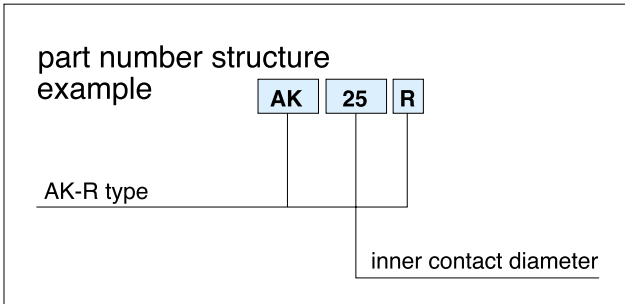 part number structure
example
AK 25 R
AK-R type
inner contact diameter